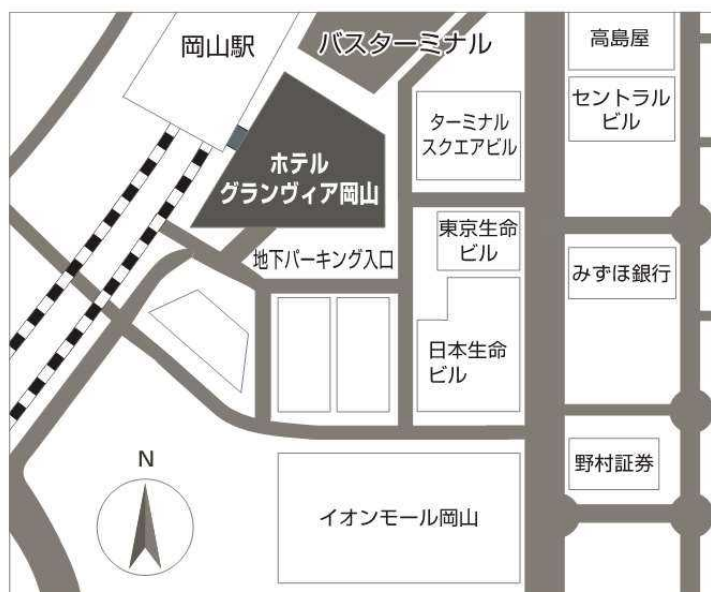 岡山駅
バスターミナル
高島屋
セントラル
ビル
ターミナル
スクエアビル
ホテル
グランヴィア岡山
東京生命
ビル
地下パーキング入口
みずほ銀行
日本生命
ビル
野村証券
N
イオンモール岡山